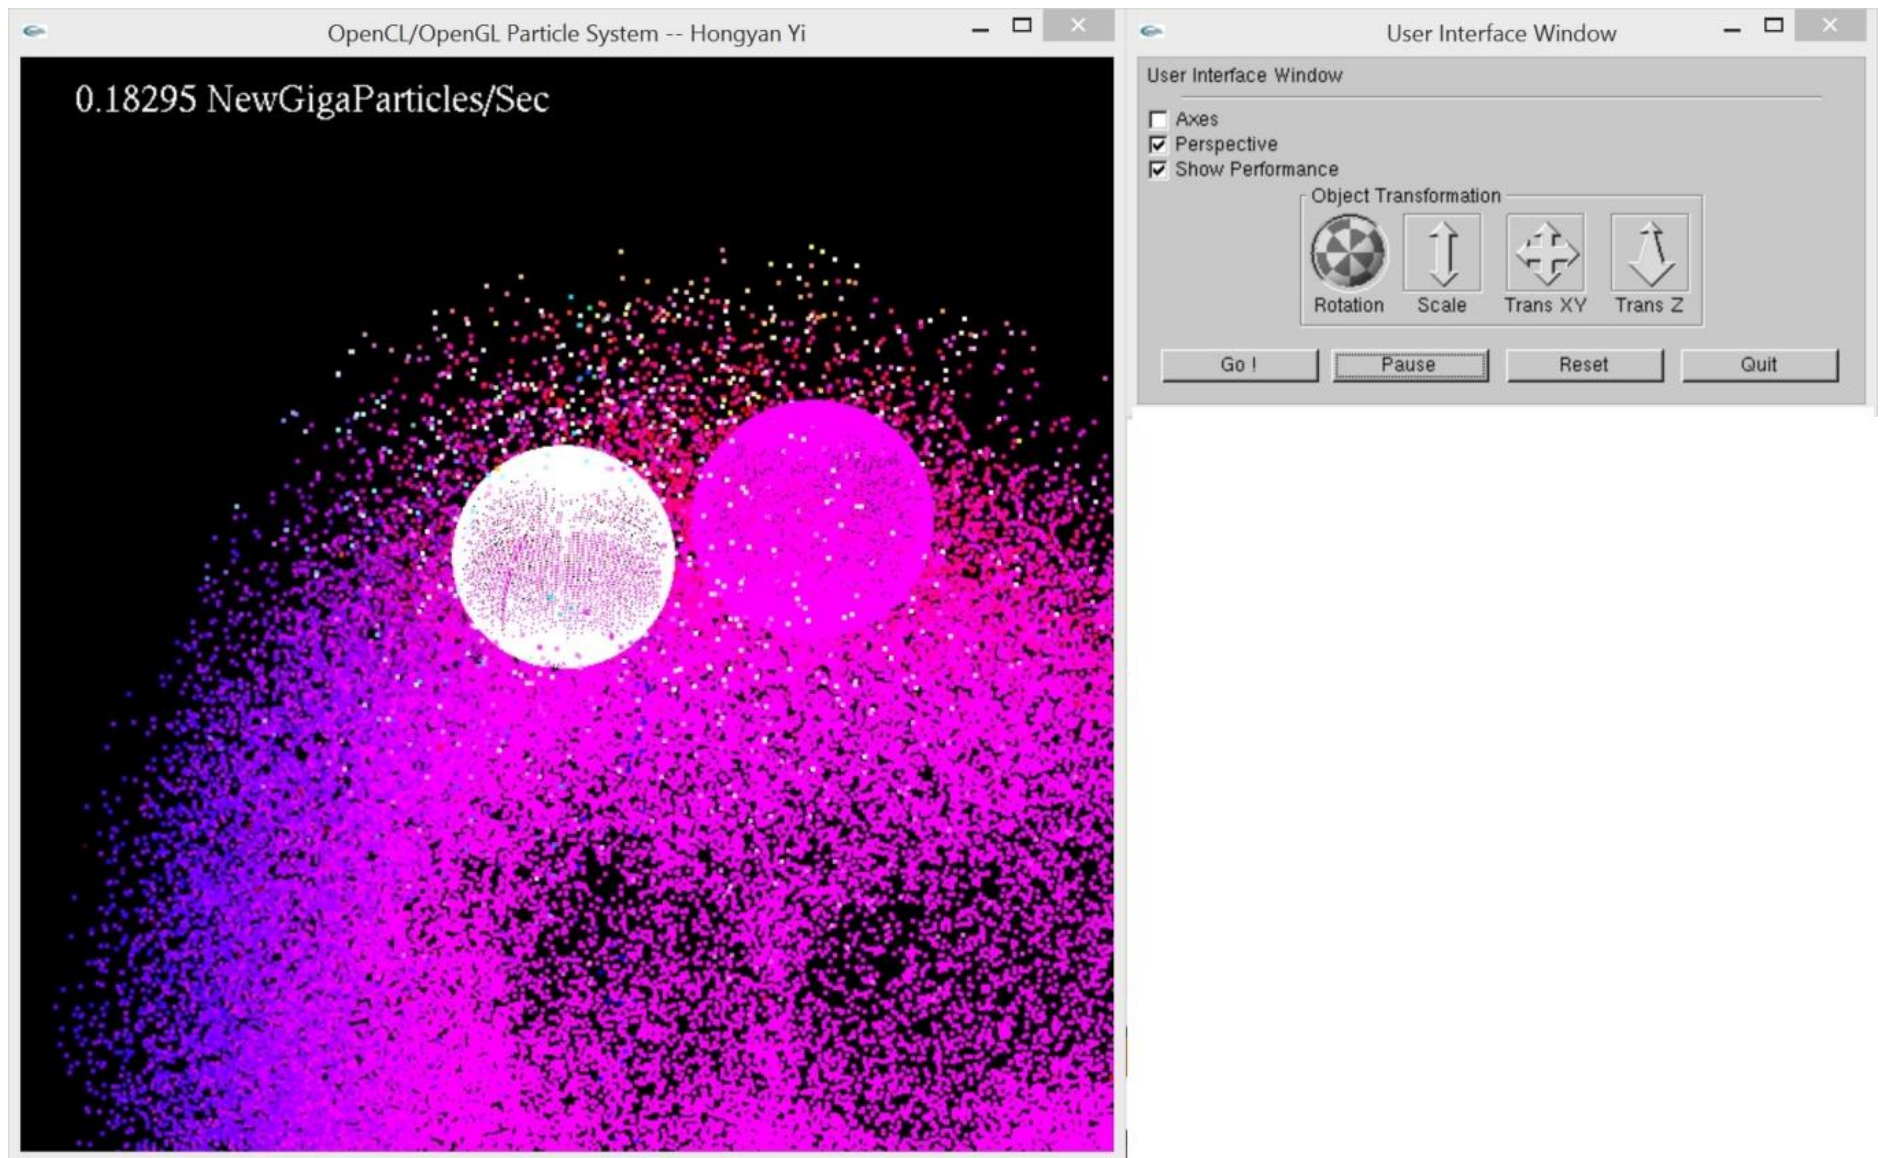 OpenCL/OpenGL Particle System -- Hongyan Yi
0.18295 NewGigaParticles/Sec
User Interface Window
User Interface Window
Axes
Perspective
Show Performance
Object Transformation
Rotation Scale Trans XY Trans Z
Go ! Pause Reset Quit